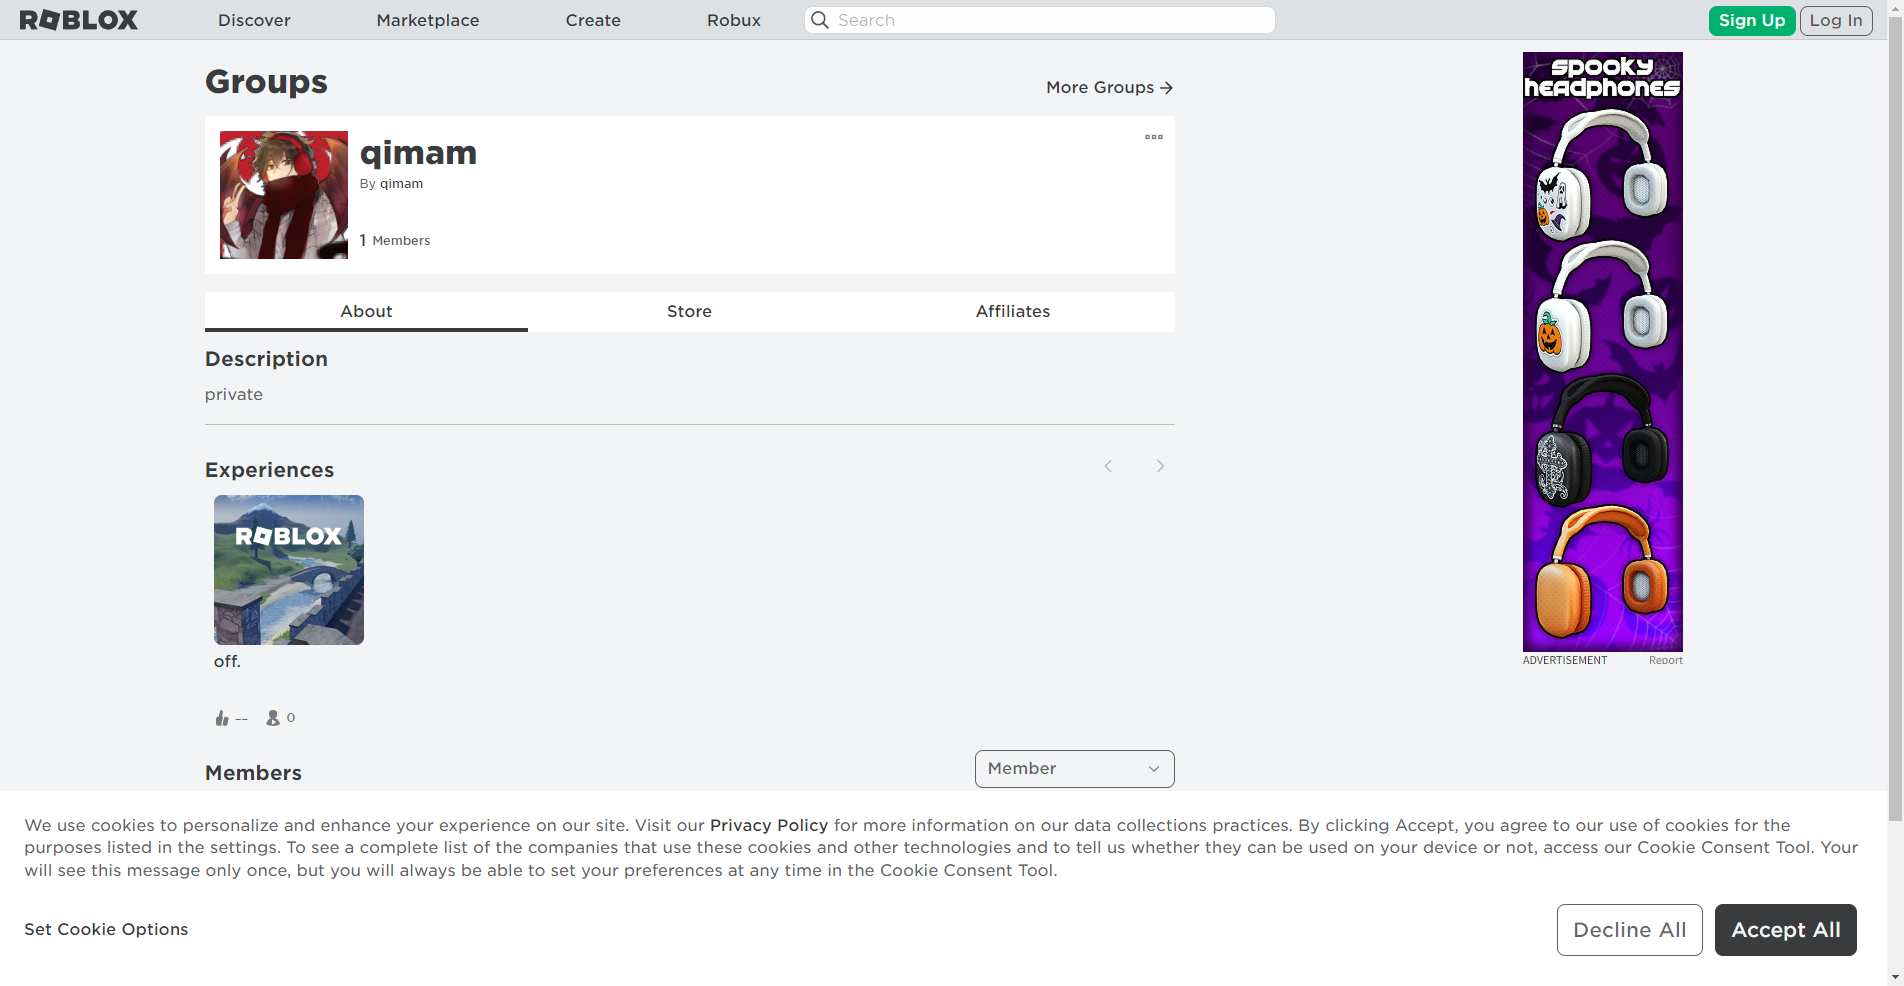 ROBLOX
Discover
Marketplace
Create
Robux
Search
Sign Up
Log In
Groups
More Groups
qimam
By qimam
1 Members
About
Store
Affiliates
Description
private
Experiences
ROBLOX
off.
--
0
Members
Member
spooky
headphones
ADVERTISEMENT
Report
We use cookies to personalize and enhance your experience on our site. Visit our Privacy Policy for more information on our data collections practices. By clicking Accept, you agree to our use of cookies for the
purposes listed in the settings. To see a complete list of the companies that use these cookies and other technologies and to tell us whether they can be used on your device or not, access our Cookie Consent Tool. Your
will see this message only once, but you will always be able to set your preferences at any time in the Cookie Consent Tool.
Set Cookie Options
Decline All
Accept All